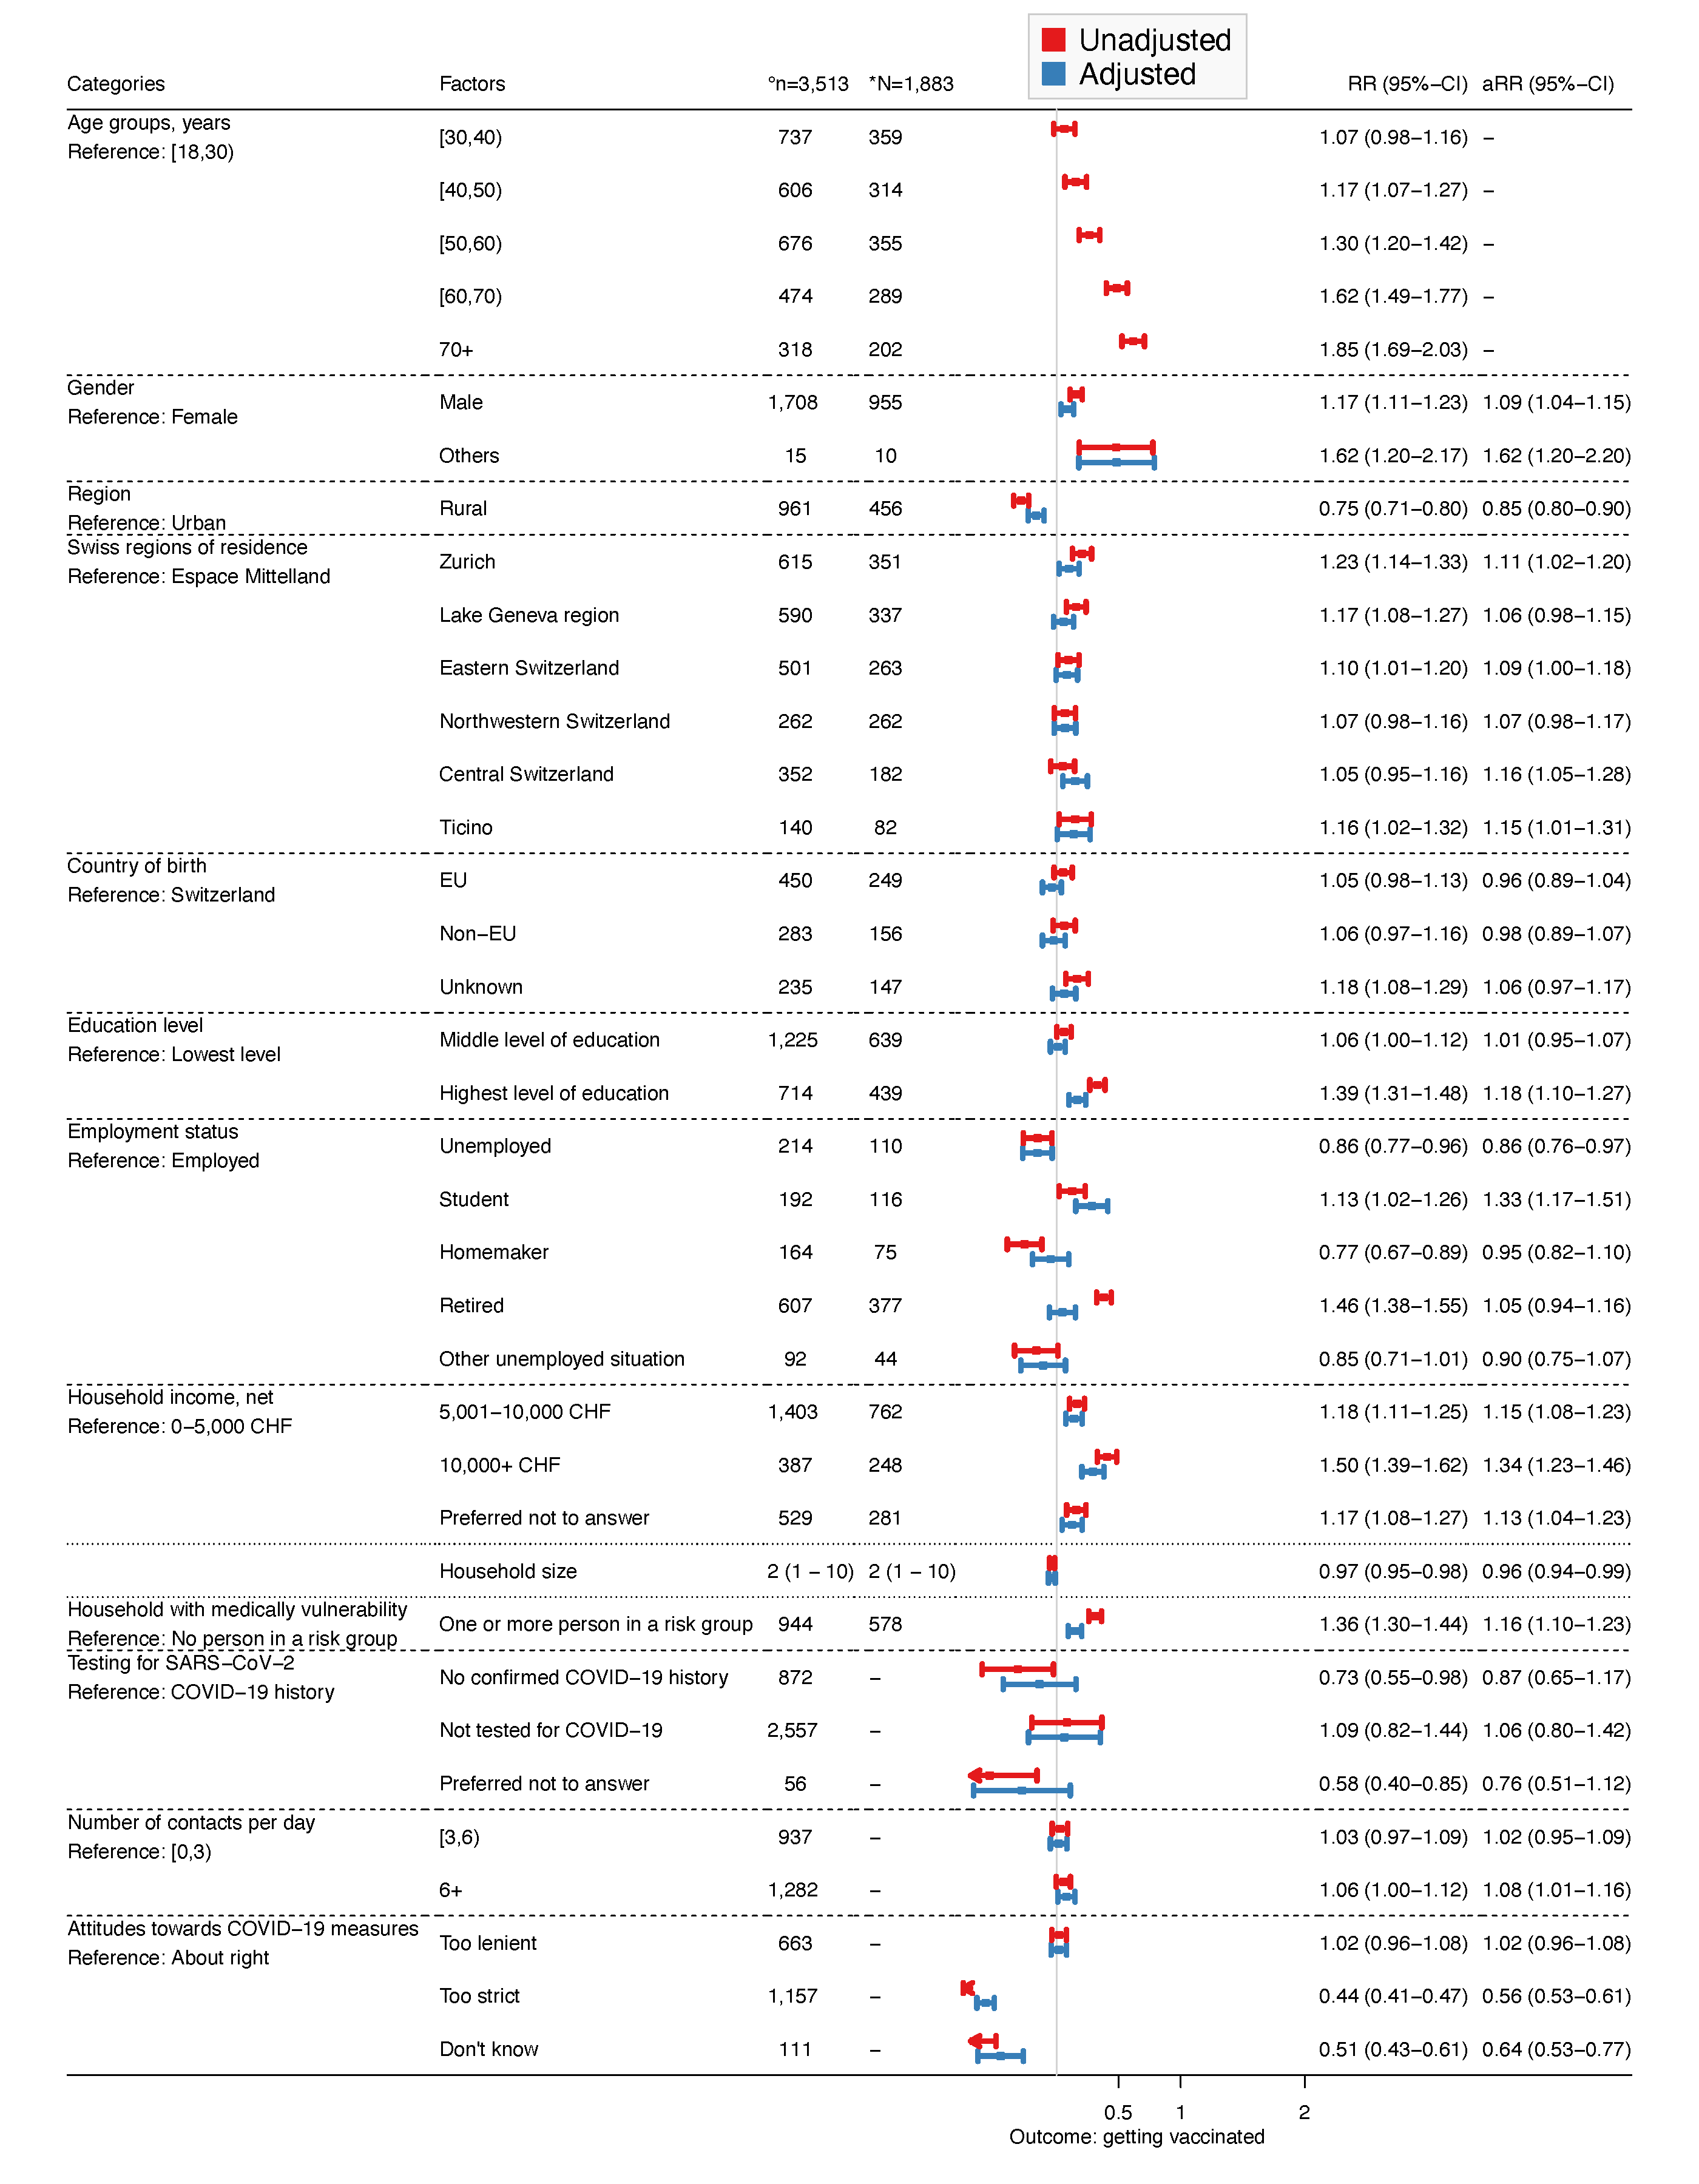 Unadjusted
Adjusted
Categories Factors °n=3,513 *N=1,883 RR (95%−CI) aRR (95%−CI)
Age groups, years
Reference: [18,30)
[30,40) 737 359 1.07 (0.98−1.16) −
[40,50) 606 314 1.17 (1.07−1.27) −
[50,60) 676 355 1.30 (1.20−1.42) −
[60,70) 474 289 1.62 (1.49−1.77) −
70+ 318 202 1.85 (1.69−2.03) −
Gender
Reference: Female
Male 1,708 955 1.17 (1.11−1.23) 1.09 (1.04−1.15)
Others 15 10 1.62 (1.20−2.17) 1.62 (1.20−2.20)
Region
Reference: Urban
Rural 961 456 0.75 (0.71−0.80) 0.85 (0.80−0.90)
Swiss regions of residence
Reference: Espace Mittelland
Zurich 615 351 1.23 (1.14−1.33) 1.11 (1.02−1.20)
Lake Geneva region 590 337 1.17 (1.08−1.27) 1.06 (0.98−1.15)
Eastern Switzerland 501 263 1.10 (1.01−1.20) 1.09 (1.00−1.18)
Northwestern Switzerland 262 262 1.07 (0.98−1.16) 1.07 (0.98−1.17)
Central Switzerland 352 182 1.05 (0.95−1.16) 1.16 (1.05−1.28)
Ticino 140 82 1.16 (1.02−1.32) 1.15 (1.01−1.31)
Country of birth
Reference: Switzerland
EU 450 249 1.05 (0.98−1.13) 0.96 (0.89−1.04)
Non−EU 283 156 1.06 (0.97−1.16) 0.98 (0.89−1.07)
Unknown 235 147 1.18 (1.08−1.29) 1.06 (0.97−1.17)
Education level
Reference: Lowest level
Middle level of education 1,225 639 1.06 (1.00−1.12) 1.01 (0.95−1.07)
Highest level of education 714 439 1.39 (1.31−1.48) 1.18 (1.10−1.27)
Employment status
Reference: Employed
Unemployed 214 110 0.86 (0.77−0.96) 0.86 (0.76−0.97)
Student 192 116 1.13 (1.02−1.26) 1.33 (1.17−1.51)
Homemaker 164 75 0.77 (0.67−0.89) 0.95 (0.82−1.10)
Retired 607 377 1.46 (1.38−1.55) 1.05 (0.94−1.16)
Other unemployed situation 92 44 0.85 (0.71−1.01) 0.90 (0.75−1.07)
Household income, net
Reference: 0−5,000 CHF
5,001−10,000 CHF 1,403 762 1.18 (1.11−1.25) 1.15 (1.08−1.23)
10,000+ CHF 387 248 1.50 (1.39−1.62) 1.34 (1.23−1.46)
Preferred not to answer 529 281 1.17 (1.08−1.27) 1.13 (1.04−1.23)
Household size 2 (1 − 10) 2 (1 − 10) 0.97 (0.95−0.98) 0.96 (0.94−0.99)
Household with medically vulnerability
Reference: No person in a risk group
One or more person in a risk group 944 578 1.36 (1.30−1.44) 1.16 (1.10−1.23)
Testing for SARS−CoV−2
Reference: COVID−19 history
No confirmed COVID−19 history 872 − 0.73 (0.55−0.98) 0.87 (0.65−1.17)
Not tested for COVID−19 2,557 − 1.09 (0.82−1.44) 1.06 (0.80−1.42)
Preferred not to answer 56 − 0.58 (0.40−0.85) 0.76 (0.51−1.12)
Number of contacts per day
Reference: [0,3)
[3,6) 937 − 1.03 (0.97−1.09) 1.02 (0.95−1.09)
6+ 1,282 − 1.06 (1.00−1.12) 1.08 (1.01−1.16)
Attitudes towards COVID−19 measures
Reference: About right
Too lenient 663 − 1.02 (0.96−1.08) 1.02 (0.96−1.08)
Too strict 1,157 − 0.44 (0.41−0.47) 0.56 (0.53−0.61)
Don't know 111 − 0.51 (0.43−0.61) 0.64 (0.53−0.77)
0.5 1 2
Outcome: getting vaccinated